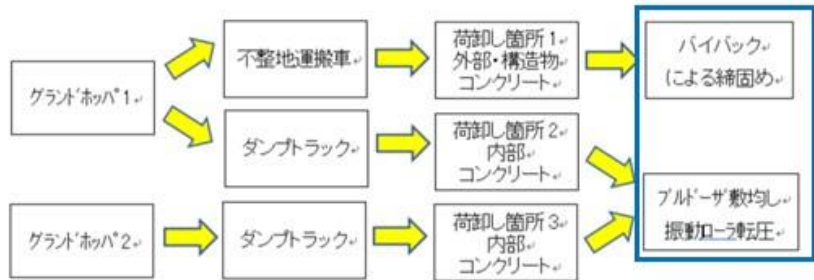 グランドホッパ1
不整地運搬車
荷卸し箇所1
外部・構造物
コンクリート
バイバック
による締固め
ダンプトラック
荷卸し箇所2
内部
コンクリート
グランドホッパ2
ダンプトラック
荷卸し箇所3
内部
コンクリート
ブルドーザ敷均し
振動ローラ転圧